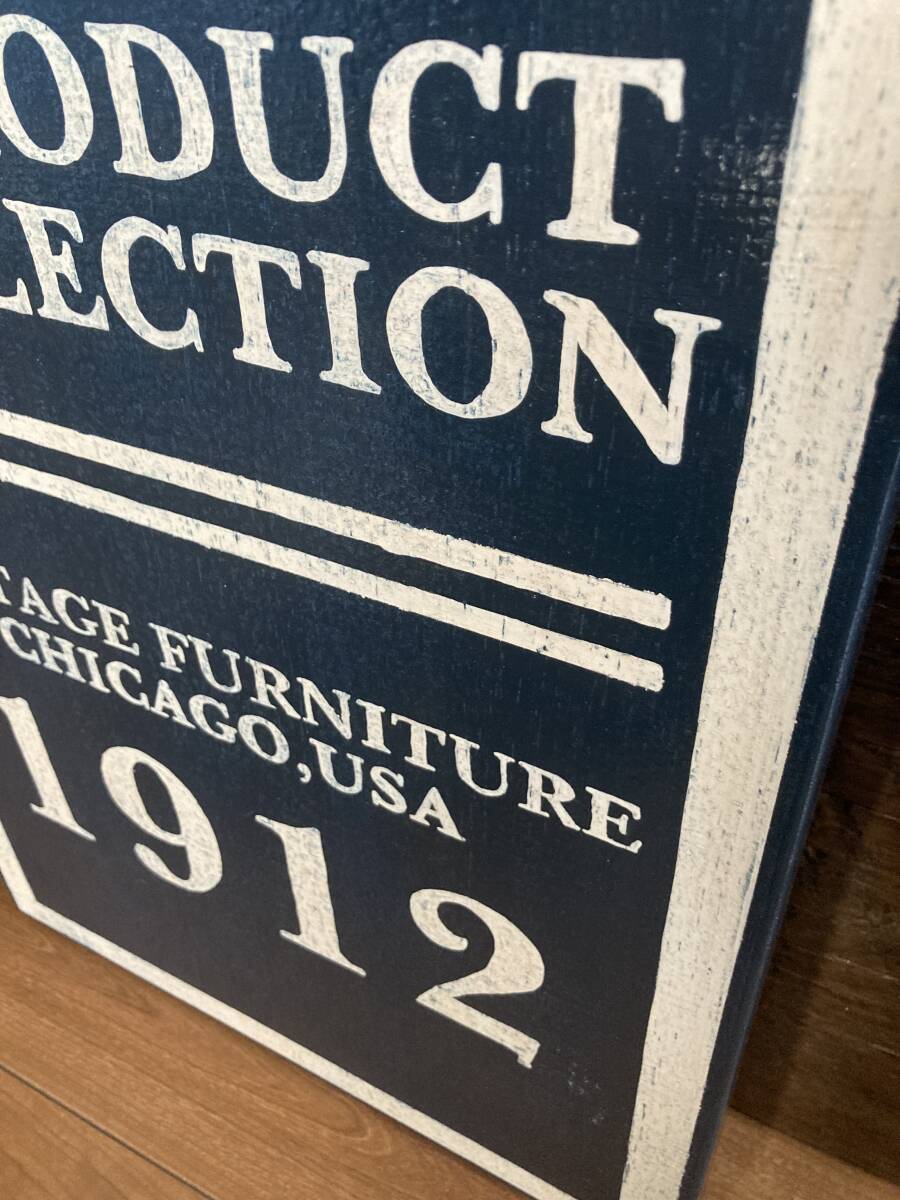 ODUCT
LECTION
TAGE FURNITURE
CHICAGO, USA
1912